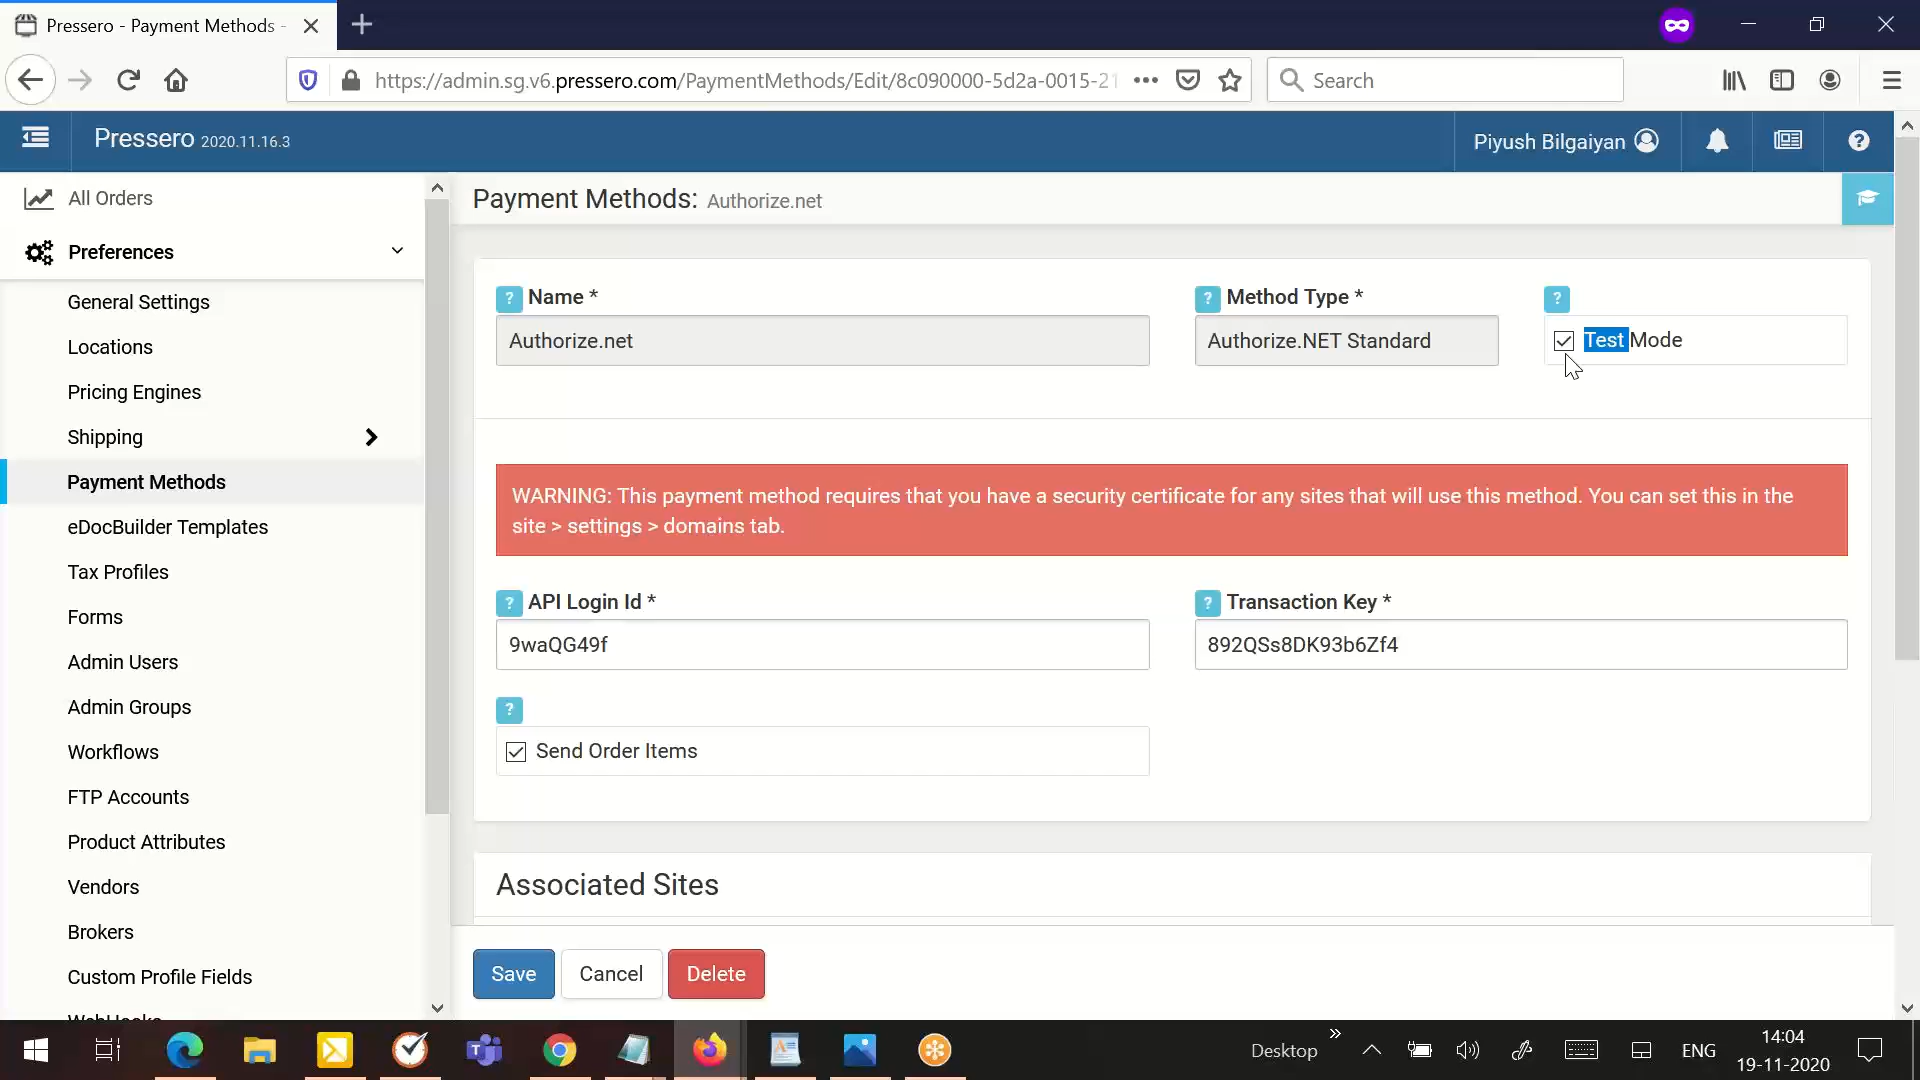 Pressero - Payment Methods -
https://admin.sg.v6.pressero.com/PaymentMethods/Edit/8c090000-5d2a-0015-21
Search
Pressero 2020.11.16.3
Piyush Bilgaiyan
All Orders
Preferences
General Settings
Locations
Pricing Engines
Shipping
Payment Methods
eDocBuilder Templates
Tax Profiles
Forms
Admin Users
Admin Groups
Workflows
FTP Accounts
Product Attributes
Vendors
Brokers
Custom Profile Fields
WebHooks
Payment Methods: Authorize.net
? Name *
? Method Type *
?
Authorize.net
Authorize.NET Standard
Test Mode
WARNING: This payment method requires that you have a security certificate for any sites that will use this method. You can set this in the
site > settings > domains tab.
? API Login Id *
? Transaction Key *
9waQG49f
892QSs8DK93b6Zf4
?
Send Order Items
Associated Sites
Save
Cancel
Delete
Desktop
ENG
14:04
19-11-2020